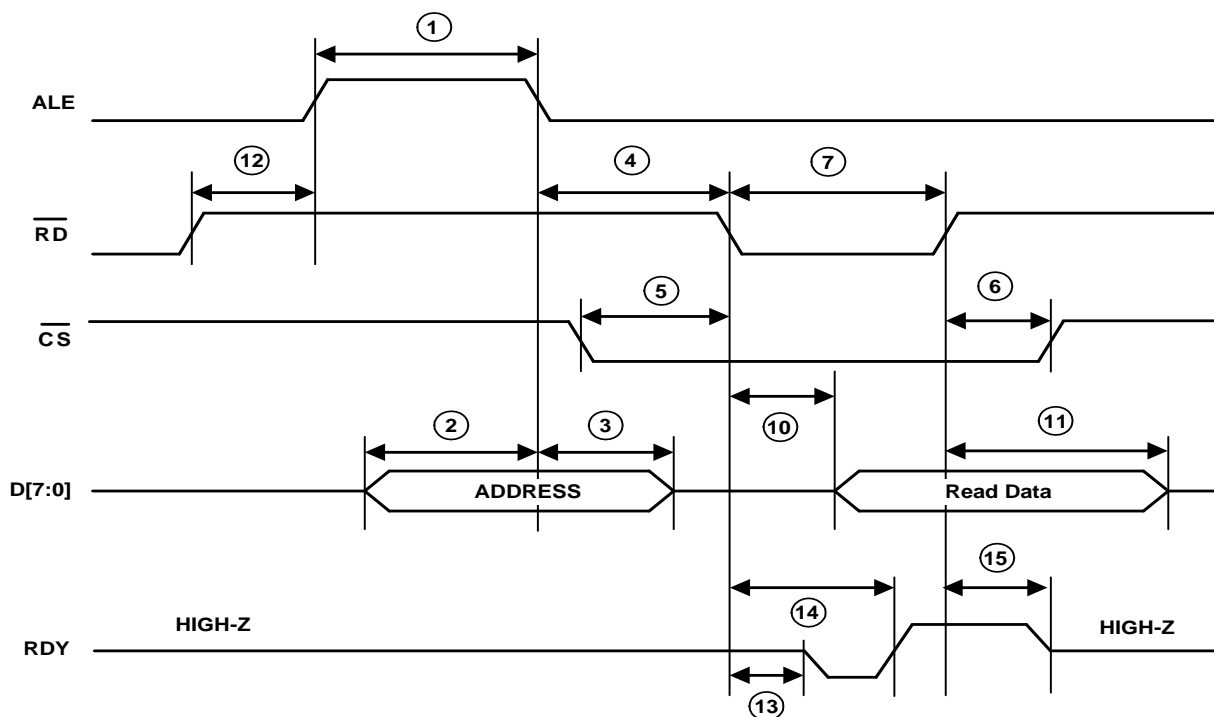 1
ALE
12
4
7
RD
5
6
CS
10
2
3
11
D[7:0]
ADDRESS
Read Data
15
14
HIGH-Z
HIGH-Z
RDY
13